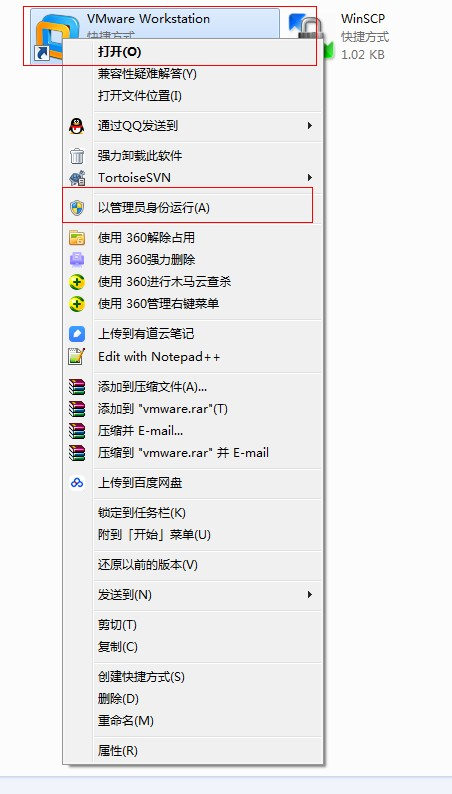 VMware Workstation
快捷方式
WinSCP
快捷方式
1.02 KB
打开(O)
兼容性疑难解答(Y)
打开文件位置(I)
通过QQ发送到
强力卸载此软件
TortoiseSVN
以管理员身份运行(A)
使用 360解除占用
使用 360强力删除
使用 360进行木马云查杀
使用 360管理右键菜单
上传到有道云笔记
Edit with Notepad++
添加到压缩文件(A)...
添加到 "vmware.rar"(T)
压缩并 E-mail...
压缩到 "vmware.rar" 并 E-mail
上传到百度网盘
锁定到任务栏(K)
附到「开始」菜单(U)
还原以前的版本(V)
发送到(N)
剪切(T)
复制(C)
创建快捷方式(S)
删除(D)
重命名(M)
属性(R)